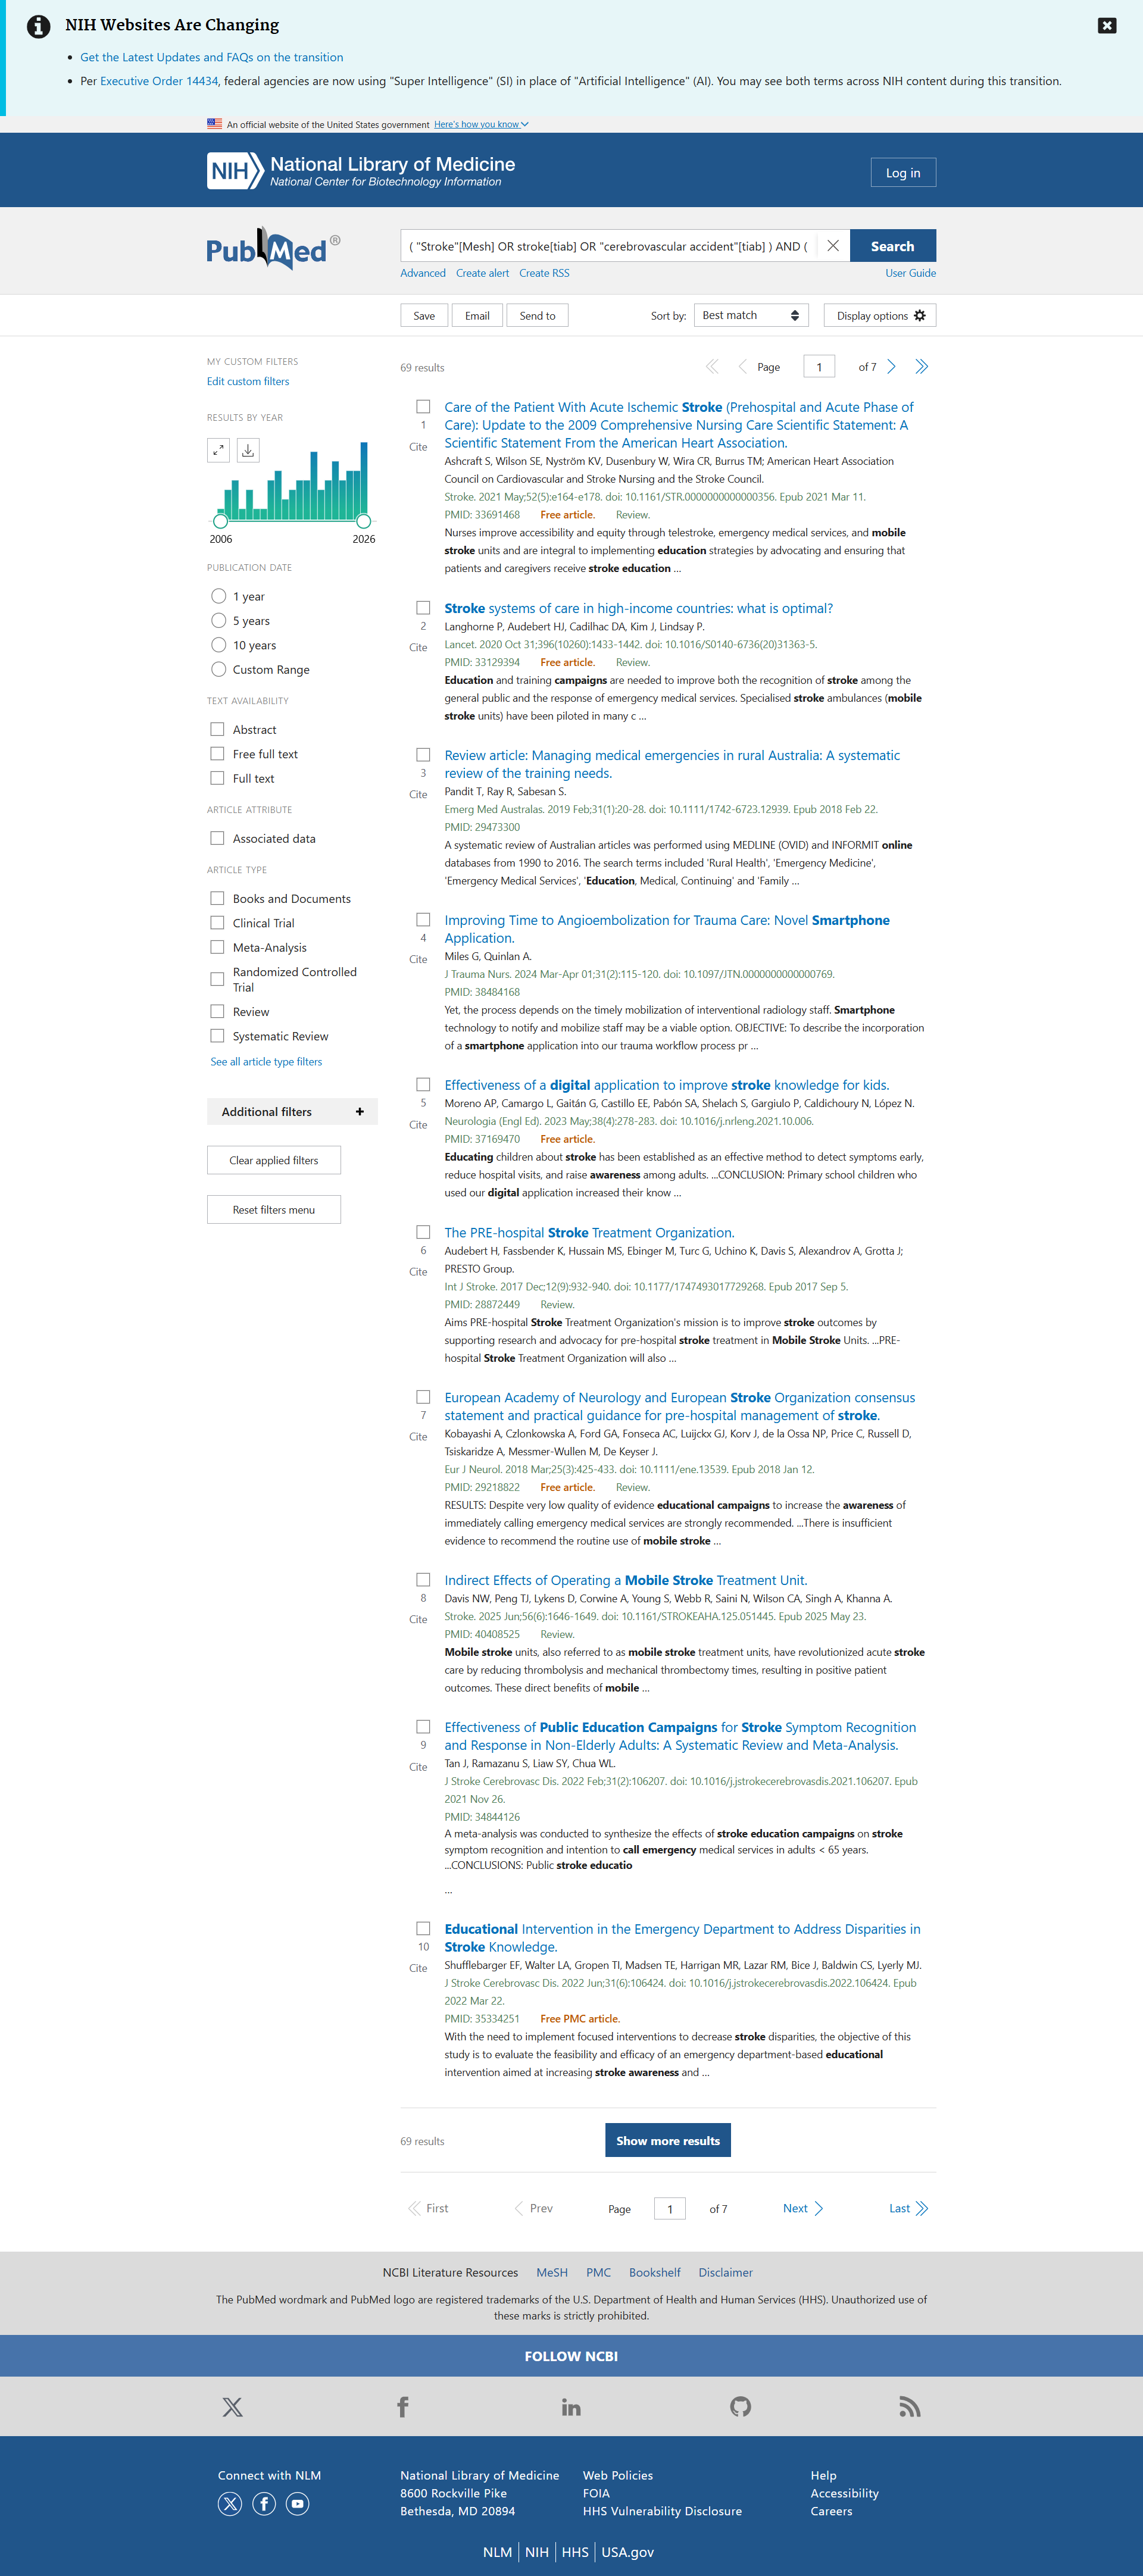 NIH Websites Are Changing
Get the Latest Updates and FAQs on the transition
Per Executive Order 14434, federal agencies are now using "Super Intelligence" (SI) in place of "Artificial Intelligence" (AI). You may see both terms across NIH content during this transition.
An official website of the United States government Here's how you know
NIH National Library of Medicine
National Center for Biotechnology Information
Log in
PubMed®
( "Stroke"[Mesh] OR stroke[tiab] OR "cerebrovascular accident"[tiab] ) AND (
Search
Advanced Create alert Create RSS User Guide
Save Email Send to Sort by: Best match Display options
MY CUSTOM FILTERS
Edit custom filters
RESULTS BY YEAR
2006 2026
PUBLICATION DATE
1 year
5 years
10 years
Custom Range
TEXT AVAILABILITY
Abstract
Free full text
Full text
ARTICLE ATTRIBUTE
Associated data
ARTICLE TYPE
Books and Documents
Clinical Trial
Meta-Analysis
Randomized Controlled
Trial
Review
Systematic Review
See all article type filters
Additional filters +
Clear applied filters
Reset filters menu
69 results Page 1 of 7
1
Cite
Care of the Patient With Acute Ischemic Stroke (Prehospital and Acute Phase of
Care): Update to the 2009 Comprehensive Nursing Care Scientific Statement: A
Scientific Statement From the American Heart Association.
Ashcraft S, Wilson SE, Nyström KV, Dusenbury W, Wira CR, Burrus TM; American Heart Association
Council on Cardiovascular and Stroke Nursing and the Stroke Council.
Stroke. 2021 May;52(5):e164-e178. doi: 10.1161/STR.0000000000000356. Epub 2021 Mar 11.
PMID: 33691468 Free article. Review.
Nurses improve accessibility and equity through telestroke, emergency medical services, and mobile
stroke units and are integral to implementing education strategies by advocating and ensuring that
patients and caregivers receive stroke education ...
2
Cite
Stroke systems of care in high-income countries: what is optimal?
Langhorne P, Audebert HJ, Cadilhac DA, Kim J, Lindsay P.
Lancet. 2020 Oct 31;396(10260):1433-1442. doi: 10.1016/S0140-6736(20)31363-5.
PMID: 33129394 Free article. Review.
Education and training campaigns are needed to improve both the recognition of stroke among the
general public and the response of emergency medical services. Specialised stroke ambulances (mobile
stroke units) have been piloted in many c ...
3
Cite
Review article: Managing medical emergencies in rural Australia: A systematic
review of the training needs.
Pandit T, Ray R, Sabesan S.
Emerg Med Australas. 2019 Feb;31(1):20-28. doi: 10.1111/1742-6723.12939. Epub 2018 Feb 22.
PMID: 29473300
A systematic review of Australian articles was performed using MEDLINE (OVID) and INFORMIT online
databases from 1990 to 2016. The search terms included 'Rural Health', 'Emergency Medicine',
'Emergency Medical Services', 'Education, Medical, Continuing' and 'Family ...
4
Cite
Improving Time to Angioembolization for Trauma Care: Novel Smartphone
Application.
Miles G, Quinlan A.
J Trauma Nurs. 2024 Mar-Apr 01;31(2):115-120. doi: 10.1097/JTN.0000000000000769.
PMID: 38484168
Yet, the process depends on the timely mobilization of interventional radiology staff. Smartphone
technology to notify and mobilize staff may be a viable option. OBJECTIVE: To describe the incorporation
of a smartphone application into our trauma workflow process pr ...
5
Cite
Effectiveness of a digital application to improve stroke knowledge for kids.
Moreno AP, Camargo L, Gaitán G, Castillo EE, Pabón SA, Shelach S, Gargiulo P, Caldichoury N, López N.
Neurologia (Engl Ed). 2023 May;38(4):278-283. doi: 10.1016/j.nrleng.2021.10.006.
PMID: 37169470 Free article.
Educating children about stroke has been established as an effective method to detect symptoms early,
reduce hospital visits, and raise awareness among adults. ...CONCLUSION: Primary school children who
used our digital application increased their know ...
6
Cite
The PRE-hospital Stroke Treatment Organization.
Audebert H, Fassbender K, Hussain MS, Ebinger M, Turc G, Uchino K, Davis S, Alexandrov A, Grotta J;
PRESTO Group.
Int J Stroke. 2017 Dec;12(9):932-940. doi: 10.1177/1747493017729268. Epub 2017 Sep 5.
PMID: 28872449 Review.
Aims PRE-hospital Stroke Treatment Organization's mission is to improve stroke outcomes by
supporting research and advocacy for pre-hospital stroke treatment in Mobile Stroke Units. ...PRE-
hospital Stroke Treatment Organization will also ...
7
Cite
European Academy of Neurology and European Stroke Organization consensus
statement and practical guidance for pre-hospital management of stroke.
Kobayashi A, Czlonkowska A, Ford GA, Fonseca AC, Luijckx GJ, Korv J, de la Ossa NP, Price C, Russell D,
Tsiskaridze A, Messmer-Wullen M, De Keyser J.
Eur J Neurol. 2018 Mar;25(3):425-433. doi: 10.1111/ene.13539. Epub 2018 Jan 12.
PMID: 29218822 Free article. Review.
RESULTS: Despite very low quality of evidence educational campaigns to increase the awareness of
immediately calling emergency medical services are strongly recommended. ...There is insufficient
evidence to recommend the routine use of mobile stroke ...
8
Cite
Indirect Effects of Operating a Mobile Stroke Treatment Unit.
Davis NW, Peng TJ, Lykens D, Corwine A, Young S, Webb R, Saini N, Wilson CA, Singh A, Khanna A.
Stroke. 2025 Jun;56(6):1646-1649. doi: 10.1161/STROKEAHA.125.051445. Epub 2025 May 23.
PMID: 40408525 Review.
Mobile stroke units, also referred to as mobile stroke treatment units, have revolutionized acute stroke
care by reducing thrombolysis and mechanical thrombectomy times, resulting in positive patient
outcomes. These direct benefits of mobile ...
9
Cite
Effectiveness of Public Education Campaigns for Stroke Symptom Recognition
and Response in Non-Elderly Adults: A Systematic Review and Meta-Analysis.
Tan J, Ramazanu S, Liaw SY, Chua WL.
J Stroke Cerebrovasc Dis. 2022 Feb;31(2):106207. doi: 10.1016/j.jstrokecerebrovasdis.2021.106207. Epub
2021 Nov 26.
PMID: 34844126
A meta-analysis was conducted to synthesize the effects of stroke education campaigns on stroke
symptom recognition and intention to call emergency medical services in adults < 65 years.
...CONCLUSIONS: Public stroke educatio
...
10
Cite
Educational Intervention in the Emergency Department to Address Disparities in
Stroke Knowledge.
Shufflebarger EF, Walter LA, Gropen TI, Madsen TE, Harrigan MR, Lazar RM, Bice J, Baldwin CS, Lyerly MJ.
J Stroke Cerebrovasc Dis. 2022 Jun;31(6):106424. doi: 10.1016/j.jstrokecerebrovasdis.2022.106424. Epub
2022 Mar 22.
PMID: 35334251 Free PMC article.
With the need to implement focused interventions to decrease stroke disparities, the objective of this
study is to evaluate the feasibility and efficacy of an emergency department-based educational
intervention aimed at increasing stroke awareness and ...
69 results Show more results
First Prev Page 1 of 7 Next Last
NCBI Literature Resources MeSH PMC Bookshelf Disclaimer
The PubMed wordmark and PubMed logo are registered trademarks of the U.S. Department of Health and Human Services (HHS). Unauthorized use of
these marks is strictly prohibited.
FOLLOW NCBI
Connect with NLM
National Library of Medicine
8600 Rockville Pike
Bethesda, MD 20894
Web Policies
FOIA
HHS Vulnerability Disclosure
Help
Accessibility
Careers
NLM NIH HHS USA.gov